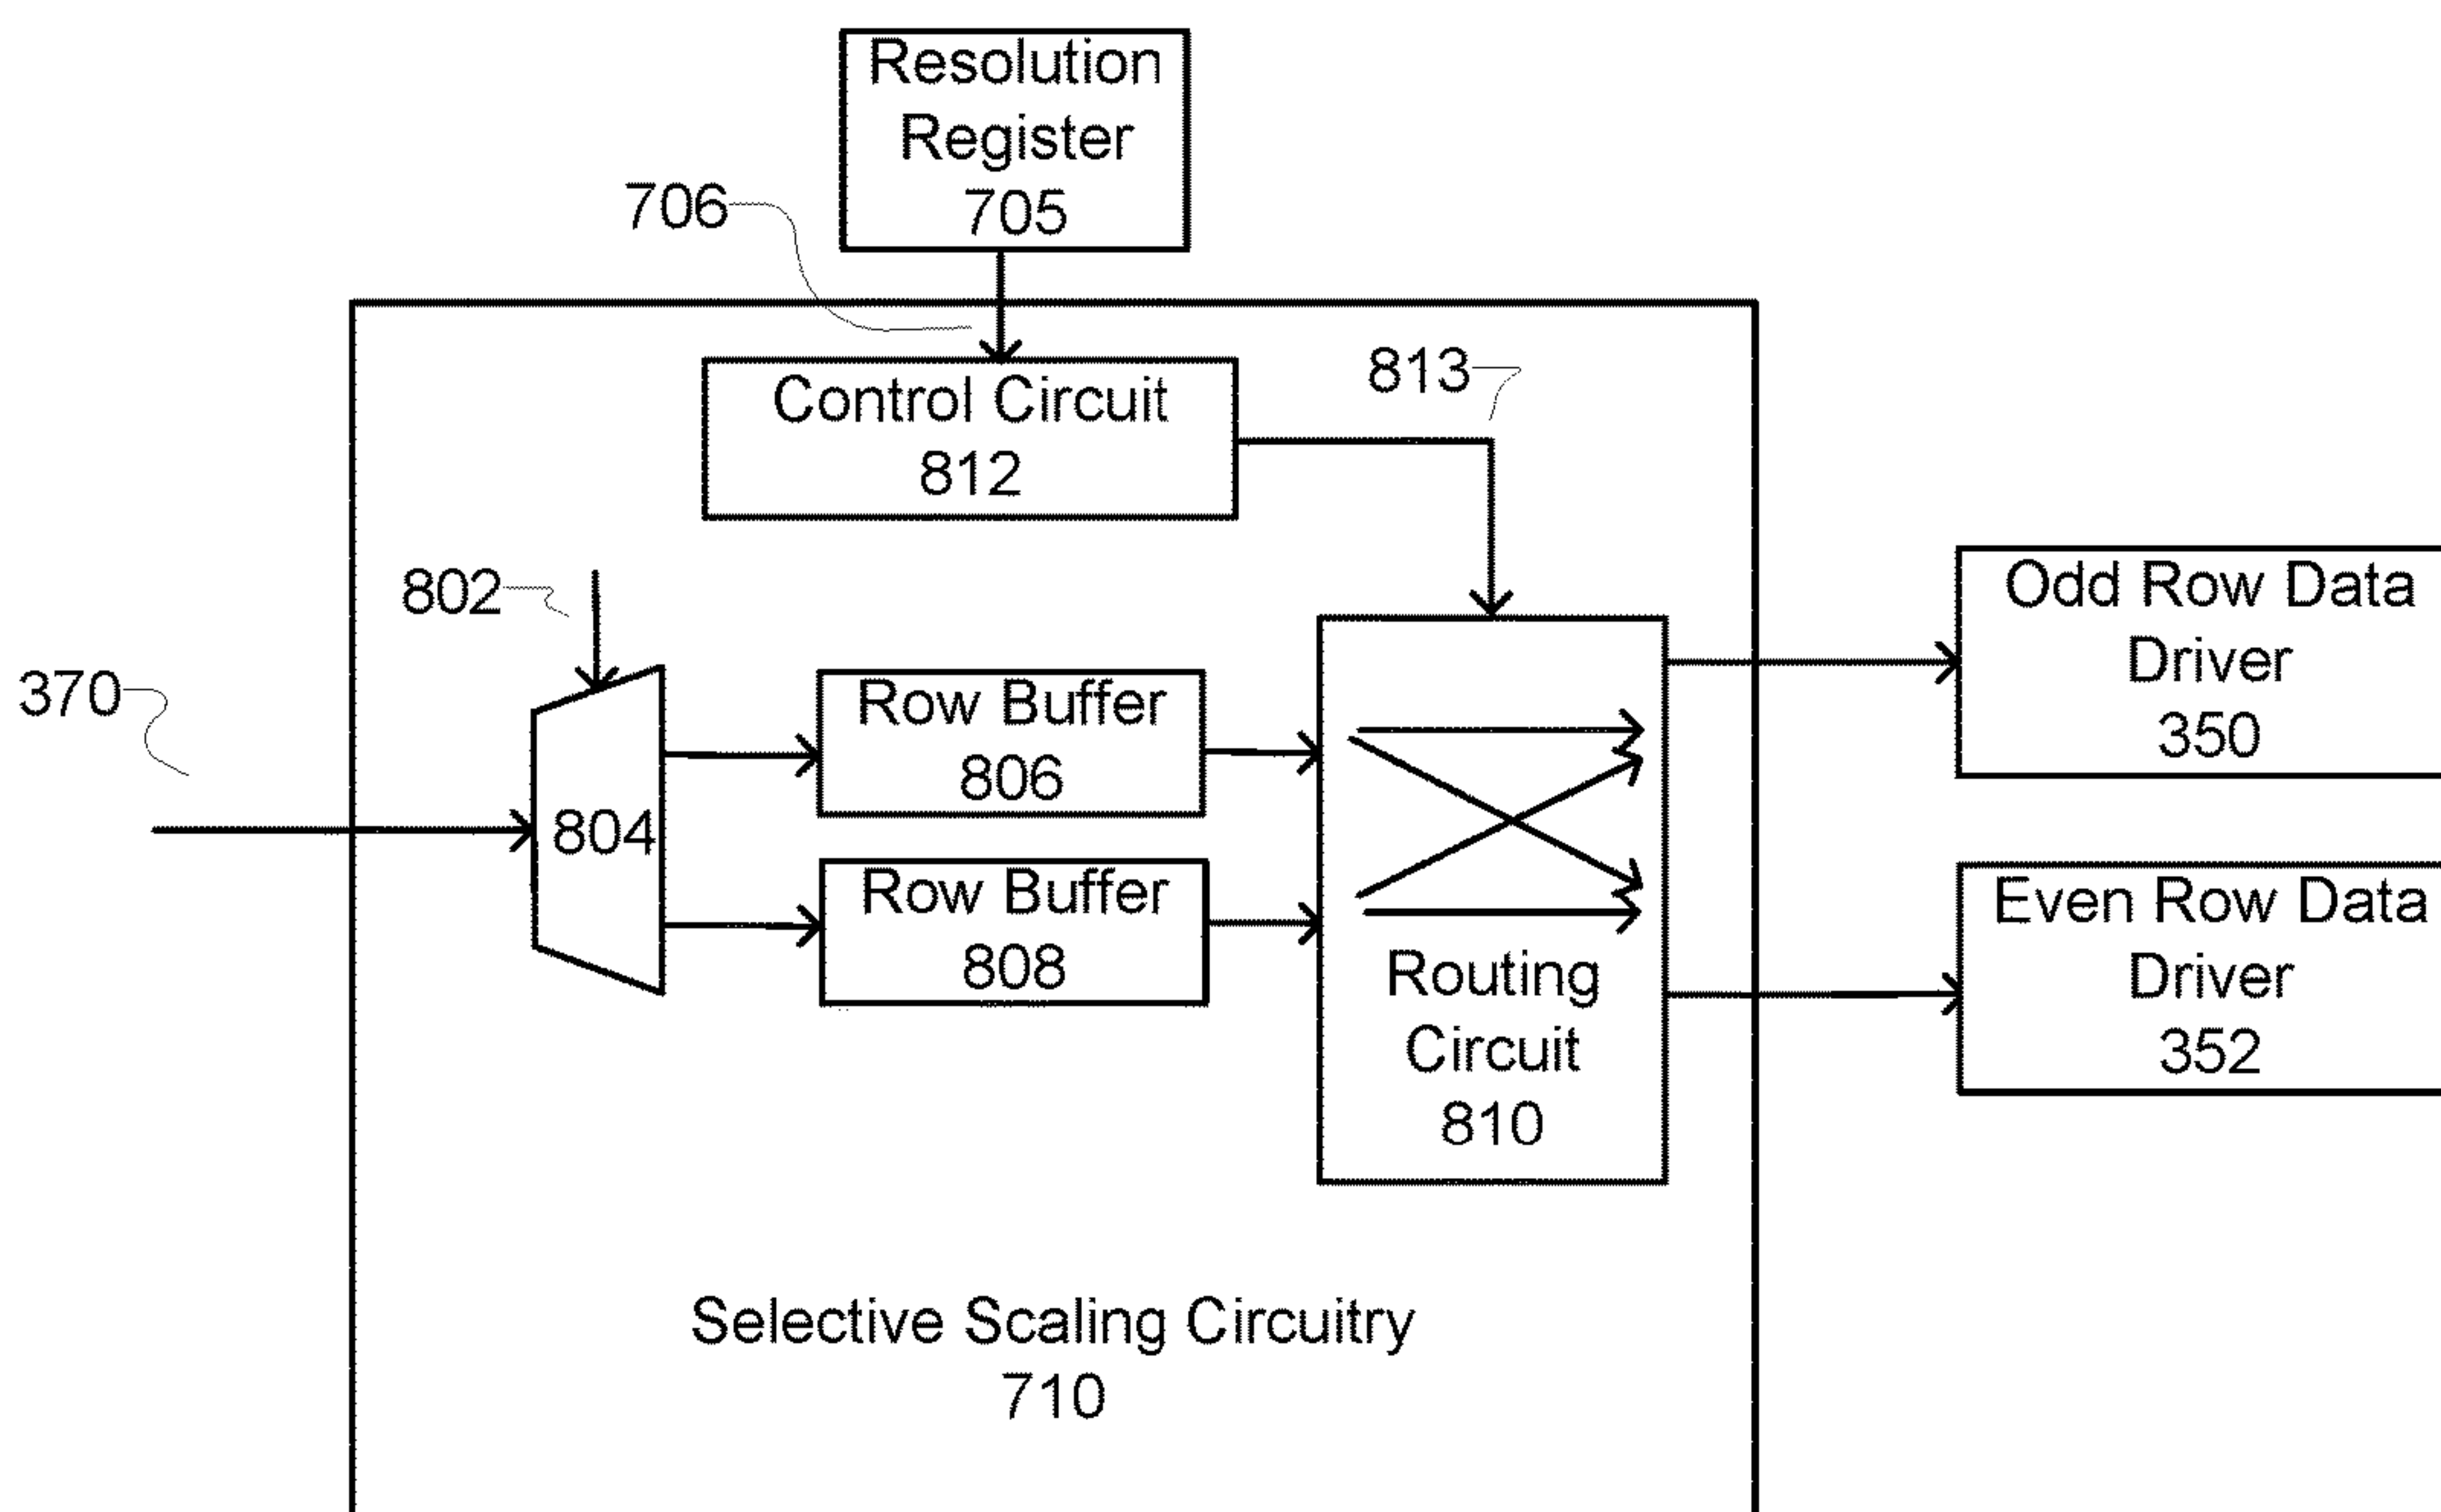 Resolution
Register
705
706
Control Circuit
812
813
802
370
804
Row Buffer
806
Row Buffer
808
Routing
Circuit
810
Odd Row Data
Driver
350
Even Row Data
Driver
352
Selective Scaling Circuitry
710